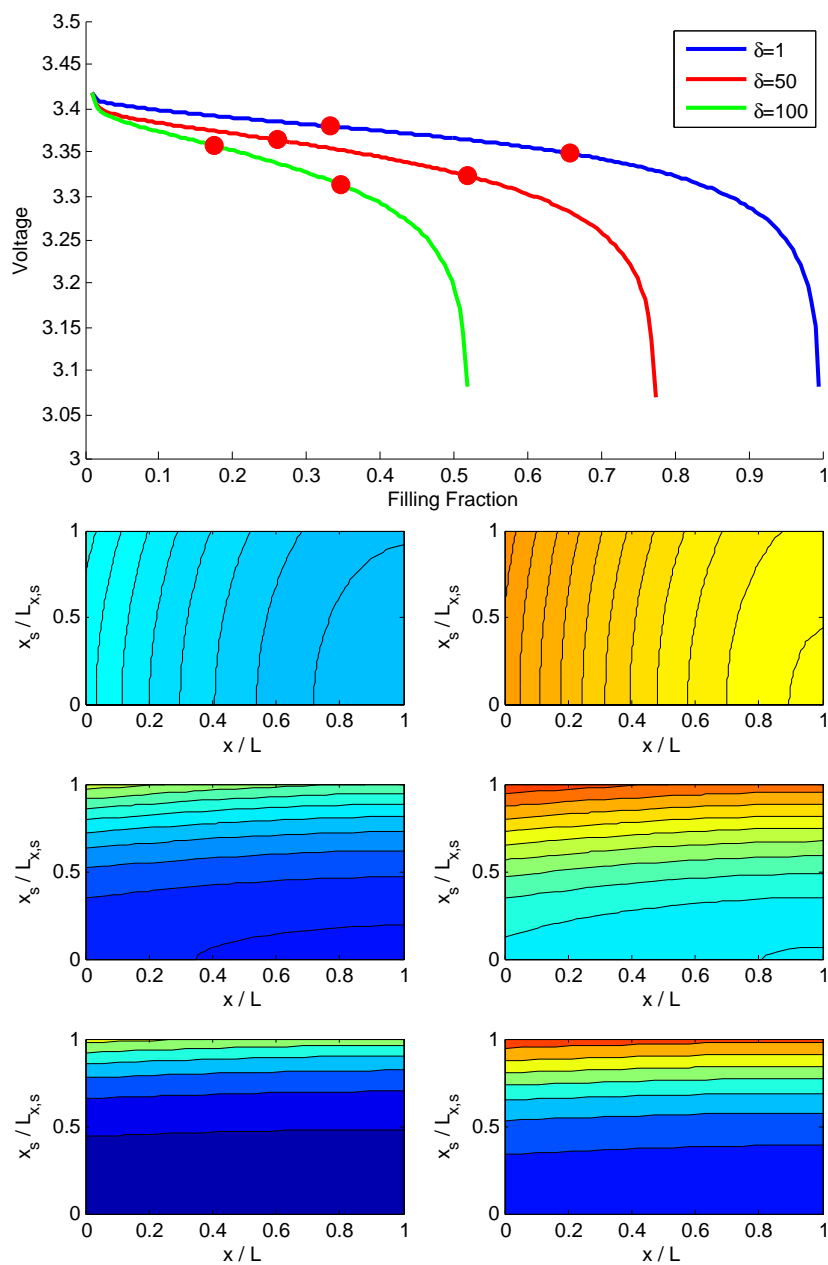 3.5
3.45
3.4
3.35
3.3
3.25
3.2
3.15
3.1
3.05
3
Voltage
δ=1
δ=50
δ=100
0 0.1 0.2 0.3 0.4 0.5 0.6 0.7 0.8 0.9 1
Filling Fraction
1
0.5
0
x_s / L_{x,s}
0 0.2 0.4 0.6 0.8 1
x / L
1
0.5
0
x_s / L_{x,s}
0 0.2 0.4 0.6 0.8 1
x / L
1
0.5
0
x_s / L_{x,s}
0 0.2 0.4 0.6 0.8 1
x / L
1
0.5
0
x_s / L_{x,s}
0 0.2 0.4 0.6 0.8 1
x / L
1
0.5
0
x_s / L_{x,s}
0 0.2 0.4 0.6 0.8 1
x / L
1
0.5
0
x_s / L_{x,s}
0 0.2 0.4 0.6 0.8 1
x / L